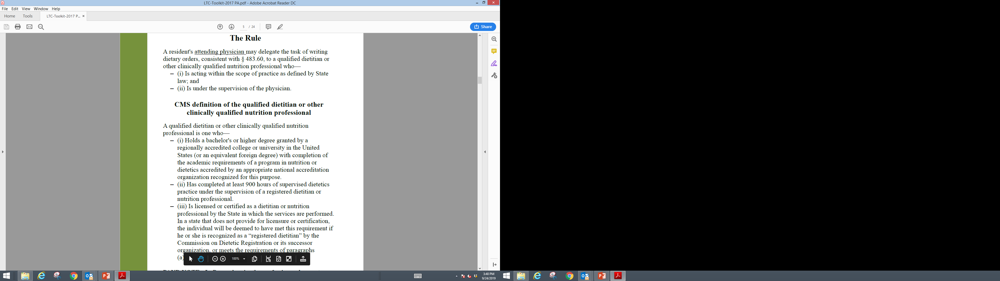 LTC-Toolkit-2017 PA.pdf - Adobe Acrobat Reader DC
File Edit View Window Help
Home Tools LTC-Toolkit-2017 P... ×
5 / 24
Share
The Rule
A resident's attending physician may delegate the task of writing
dietary orders, consistent with § 483.60, to a qualified dietitian or
other clinically qualified nutrition professional who—
– (i) Is acting within the scope of practice as defined by State
law; and
– (ii) Is under the supervision of the physician.
CMS definition of the qualified dietitian or other
clinically qualified nutrition professional
A qualified dietitian or other clinically qualified nutrition
professional is one who—
– (i) Holds a bachelor's or higher degree granted by a
regionally accredited college or university in the United
States (or an equivalent foreign degree) with completion of
the academic requirements of a program in nutrition or
dietetics accredited by an appropriate national accreditation
organization recognized for this purpose.
– (ii) Has completed at least 900 hours of supervised dietetics
practice under the supervision of a registered dietitian or
nutrition professional.
– (iii) Is licensed or certified as a dietitian or nutrition
professional by the State in which the services are performed.
In a state that does not provide for licensure or certification,
the individual will be deemed to have met this requirement if
he or she is recognized as a “registered dietitian” by the
Commission on Dietetic Registration or its successor
organization, or meets the requirements of paragraphs
(a)
100%
3:40 PM
9/24/2019